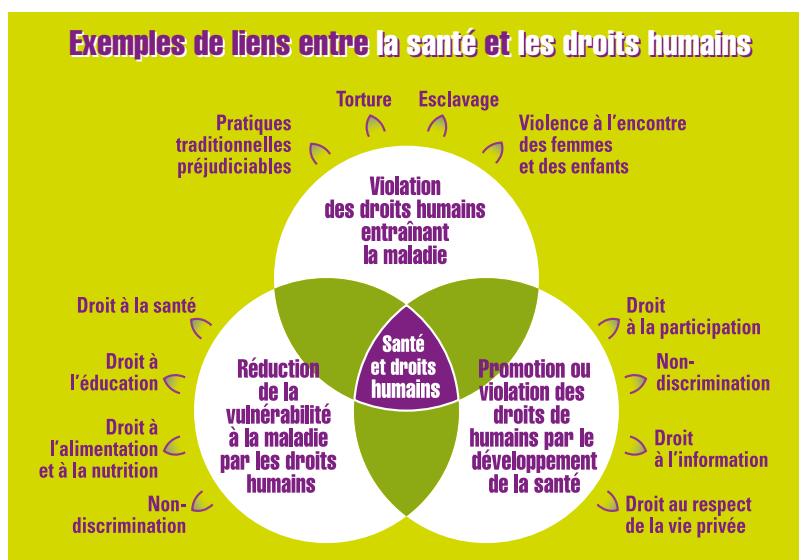 Exemples de liens entre la santé et les droits humains
Torture
Esclavage
Pratiques
traditionnelles
préjudiciables
Violence à l'encontre
des femmes
et des enfants
Violation
des droits humains
entraînant
la maladie
Droit à la santé
Droit à
l'éducation
Droit à
l'alimentation
et à la nutrition
Non-
discrimination
Réduction
de la
vulnérabilité
à la maladie
par les droits
humains
Santé
et droits
humains
Promotion ou
violation des
droits de
humains par le
développement
de la santé
Droit
à la participation
Non-
discrimination
Droit
à l'information
Droit au respect
de la vie privée